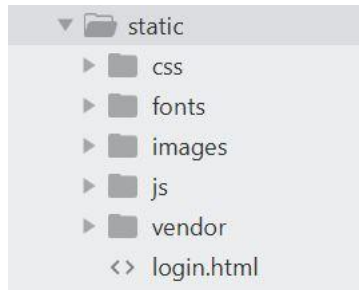 static
css
fonts
images
js
vendor
<> login.html